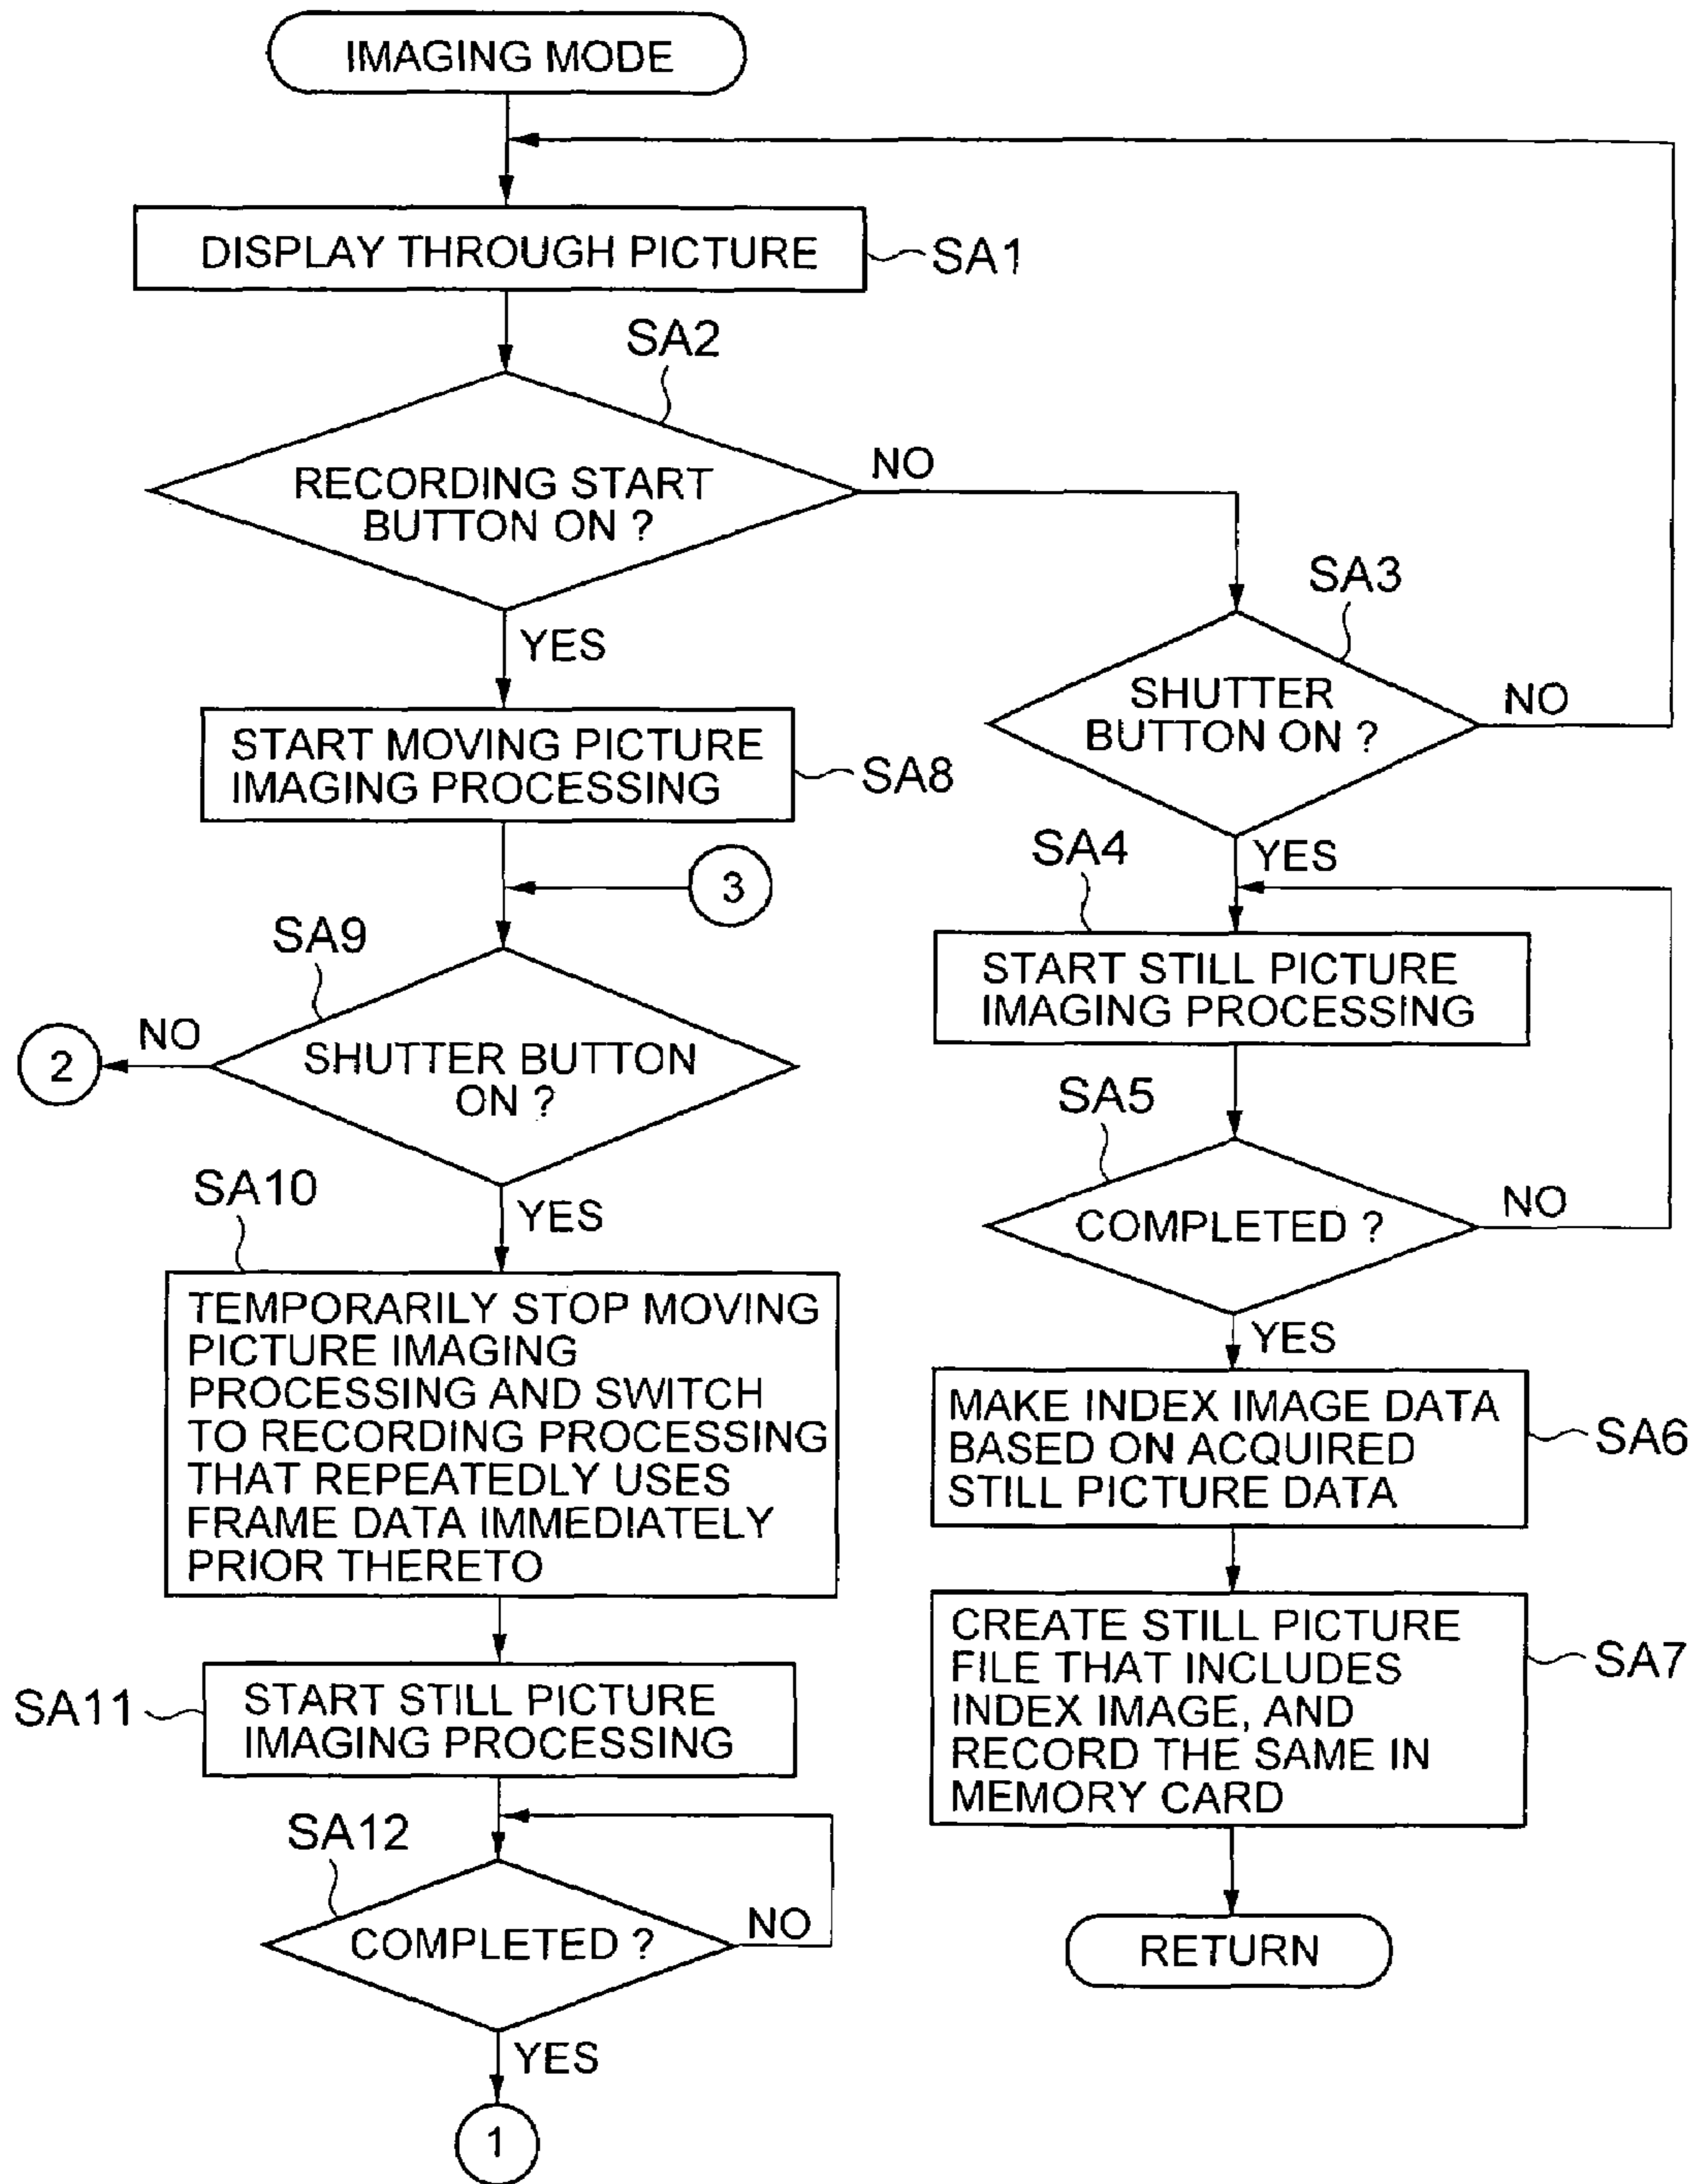 IMAGING MODE
DISPLAY THROUGH PICTURE
SA1
SA2
RECORDING START
BUTTON ON ?
NO
YES
SA3
SHUTTER
BUTTON ON ?
NO
YES
START MOVING PICTURE
IMAGING PROCESSING
SA8
3
SA4
START STILL PICTURE
IMAGING PROCESSING
SA9
SHUTTER BUTTON
ON ?
NO
2
YES
SA5
COMPLETED ?
NO
YES
SA10
TEMPORARILY STOP MOVING
PICTURE IMAGING
PROCESSING AND SWITCH
TO RECORDING PROCESSING
THAT REPEATEDLY USES
FRAME DATA IMMEDIATELY
PRIOR THERETO
MAKE INDEX IMAGE DATA
BASED ON ACQUIRED
STILL PICTURE DATA
SA6
CREATE STILL PICTURE
FILE THAT INCLUDES
INDEX IMAGE, AND
RECORD THE SAME IN
MEMORY CARD
SA7
SA11
START STILL PICTURE
IMAGING PROCESSING
SA12
COMPLETED ?
NO
YES
1
RETURN